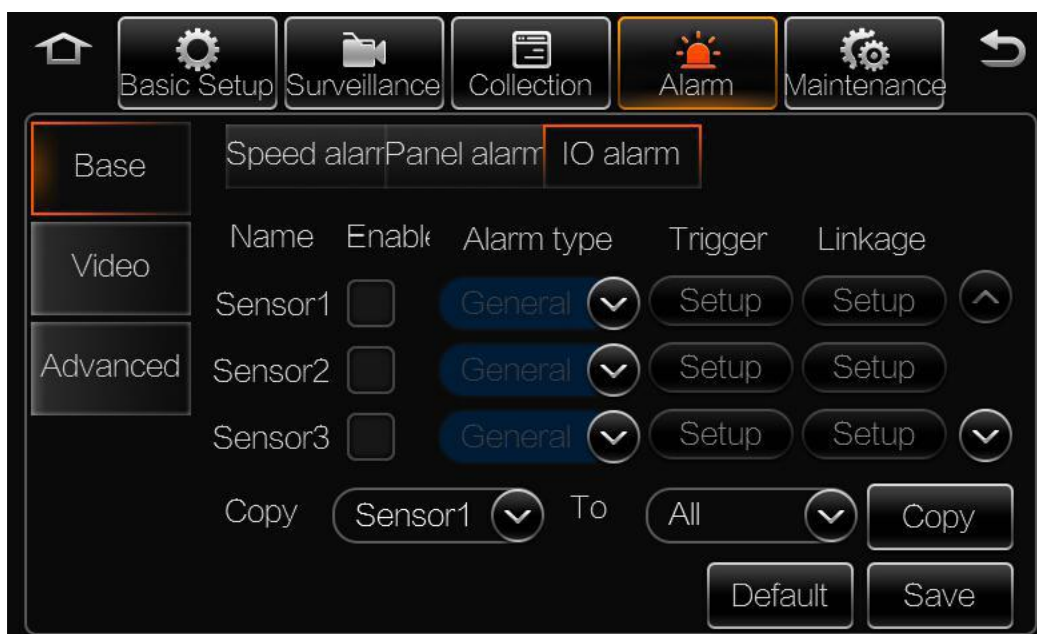 Basic Setup Surveillance Collection Alarm Maintenance
Base
Video
Advanced
Speed alarr Panel alarm IO alarm
Name Enable Alarm type Trigger Linkage
Sensor1 General Setup Setup
Sensor2 General Setup Setup
Sensor3 General Setup Setup
Copy Sensor1 To All Copy
Default Save